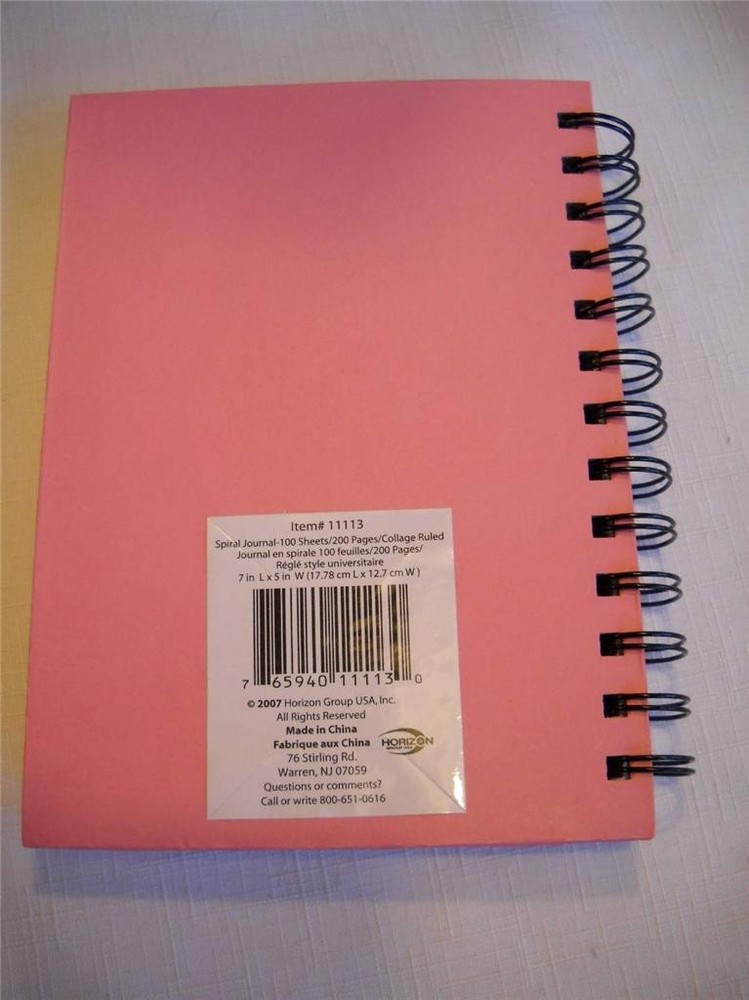 Item# 11113
Spiral Journal-100 Sheets/200 Pages/Collage Ruled
Journal en spirale 100 feuilles/200 Pages/
Réglé style universitaire
7 in L x 5 in W (17.78 cm L x 12.7 cm W )
7 65940 11113 0
© 2007 Horizon Group USA, Inc.
All Rights Reserved
Made in China
Fabrique aux China
HORIZON
GROUP USA
76 Stirling Rd.
Warren, NJ 07059
Questions or comments?
Call or write 800-651-0616